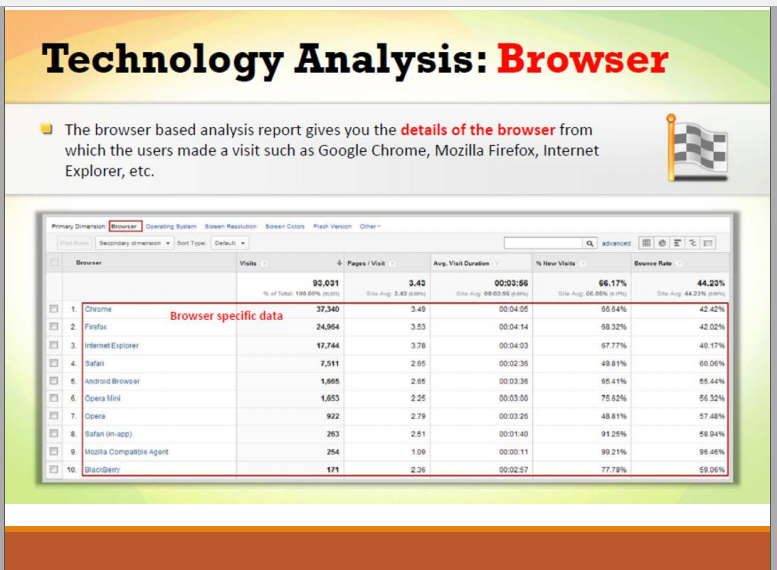 Technology Analysis: Browser
The browser based analysis report gives you the details of the browser from
which the users made a visit such as Google Chrome, Mozilla Firefox, Internet
Explorer, etc.
Primary Dimension: Browser Operating System Screen Resolution Screen Colors Flash Version Other
Plot Rows Secondary dimension Sort Type: Default advanced
Browser Visits Pages / Visit Avg. Visit Duration % New Visits Bounce Rate
93,031 3.43 00:03:56 66.17% 44.23%
% of Total: 100.00% (93,031) Site Avg: 3.43 (0.00%) Site Avg: 00:03:56 (0.00%) Site Avg: 66.06% (0.17%) Site Avg: 44.23% (0.00%)
Browser specific data
1. Chrome 37,340 3.49 00:04:05 66.64% 42.42%
2. Firefox 24,964 3.53 00:04:14 68.32% 42.02%
3. Internet Explorer 17,744 3.78 00:04:03 67.77% 40.17%
4. Safari 7,511 2.65 00:02:36 49.81% 60.06%
5. Android Browser 1,665 2.65 00:03:36 65.41% 55.44%
6. Opera Mini 1,653 2.25 00:03:00 75.62% 56.32%
7. Opera 922 2.79 00:03:26 48.81% 57.48%
8. Safari (in-app) 263 2.51 00:01:40 91.25% 58.94%
9. Mozilla Compatible Agent 254 1.09 00:00:11 99.21% 96.46%
10. BlackBerry 171 2.36 00:02:57 77.78% 59.06%